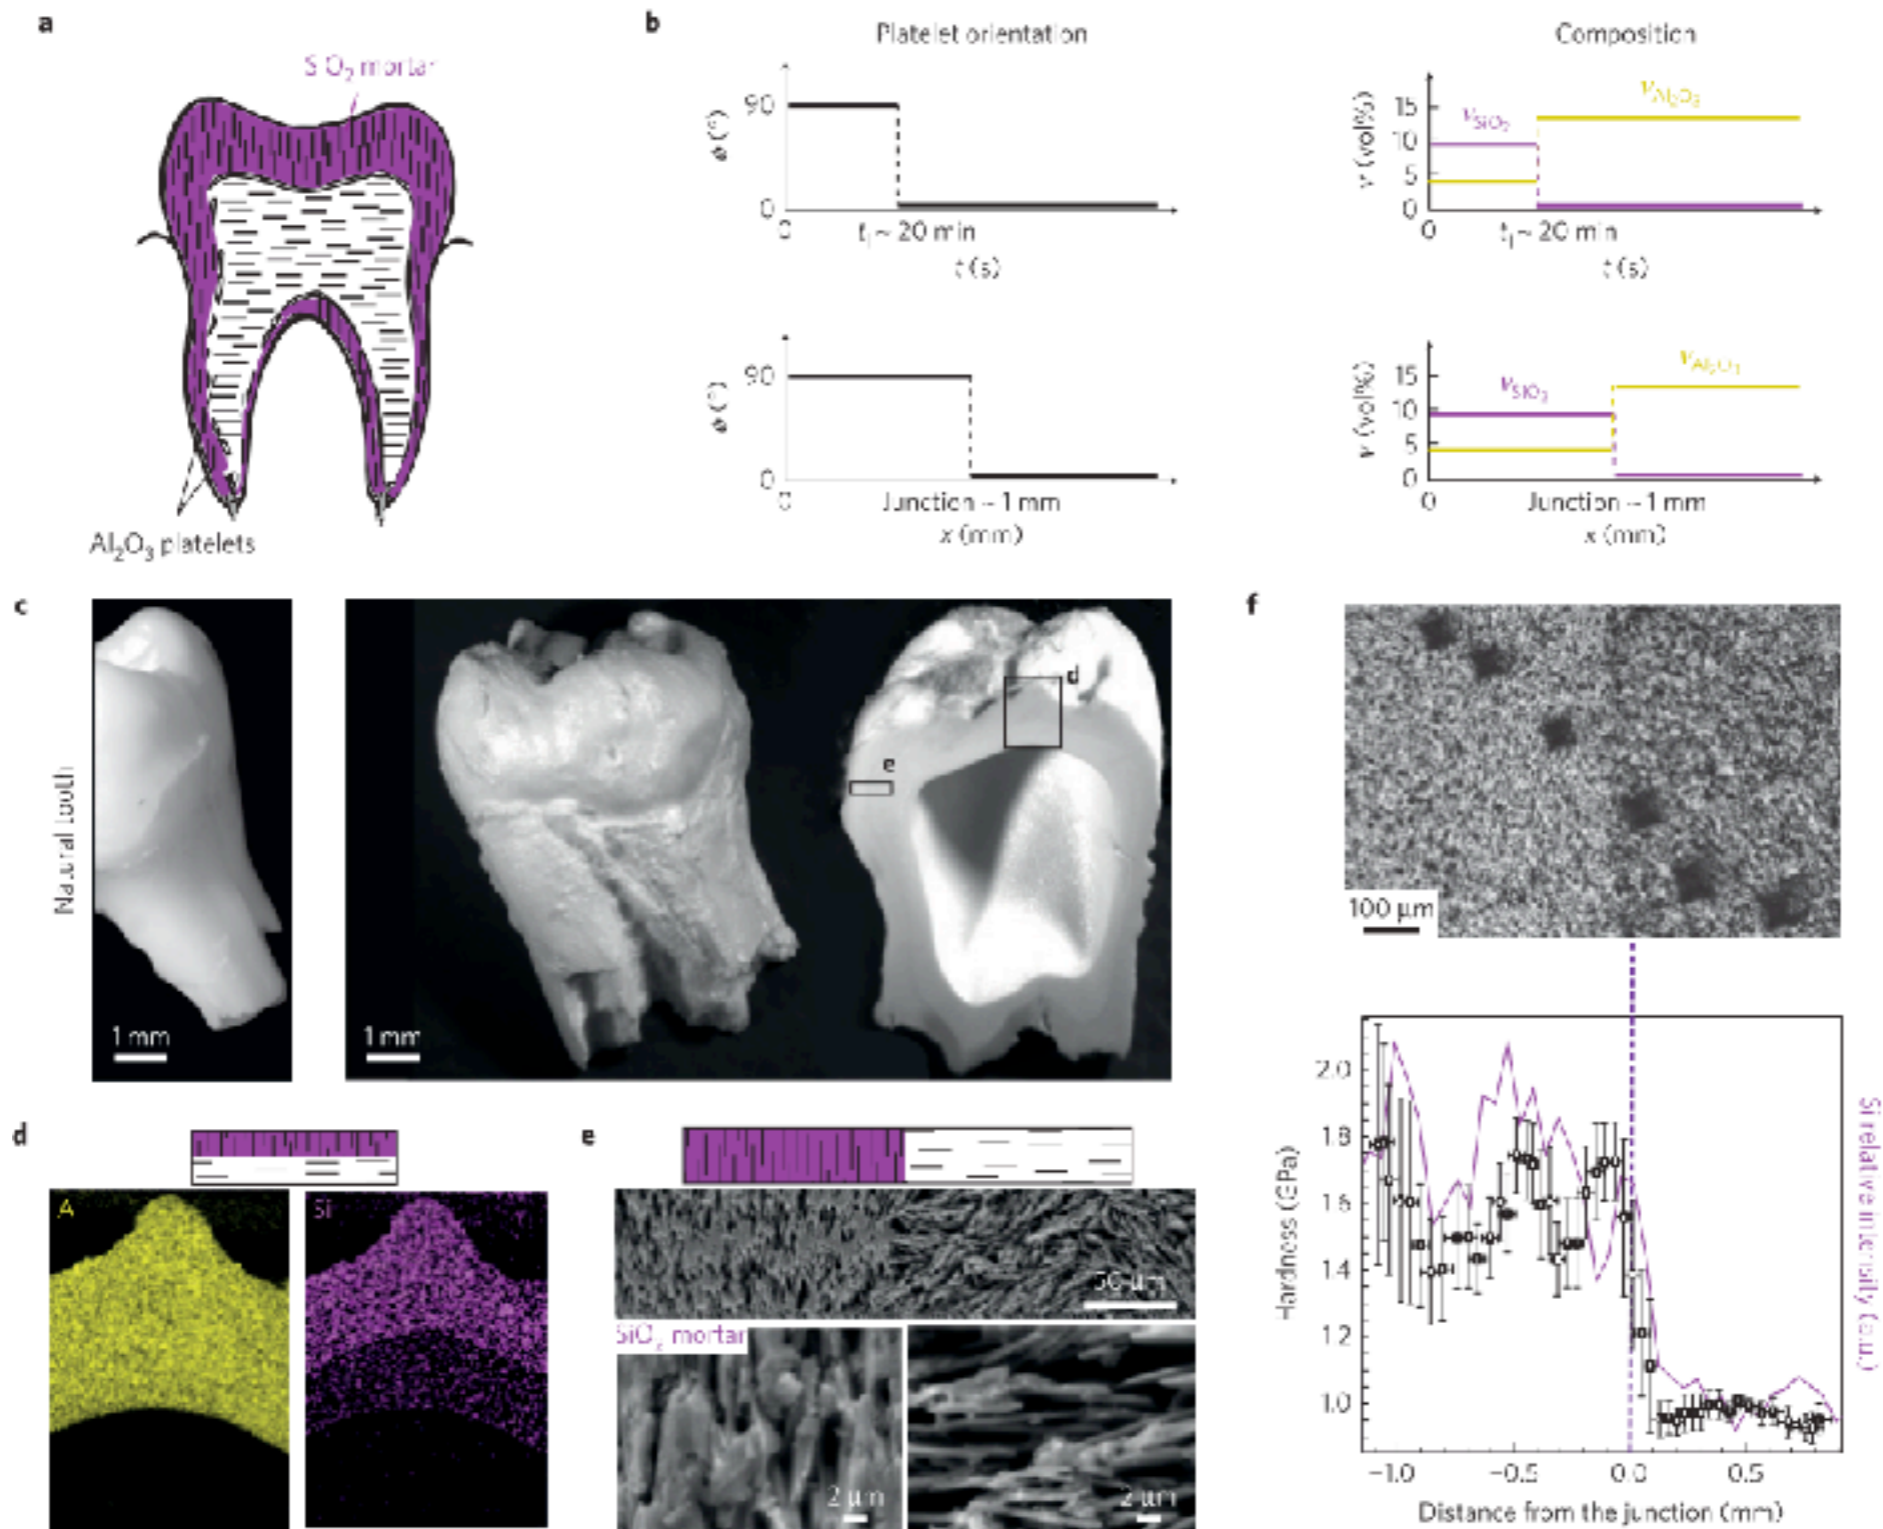 a
SiO2 mortar
Al2O3 platelets
b
Platelet orientation
90
0
ϕ (°)
0
t1 ~ 20 min
t (s)
Composition
15
10
5
0
v (vol%)
vSiO2
vAl2O3
0
t1 ~ 20 min
t (s)
90
0
ϕ (°)
0
Junction ~ 1 mm
x (mm)
15
10
5
0
v (vol%)
vSiO2
vAl2O3
0
Junction ~ 1 mm
x (mm)
c
Natural tooth
1 mm
1 mm
d
e
d
A
Si
e
50 μm
SiO2 mortar
2 μm
2 μm
f
100 μm
2.0
1.8
1.6
1.4
1.2
1.0
Hardness (GPa)
Si relative intensity (a.u.)
−1.0
−0.5
0.0
0.5
Distance from the junction (mm)